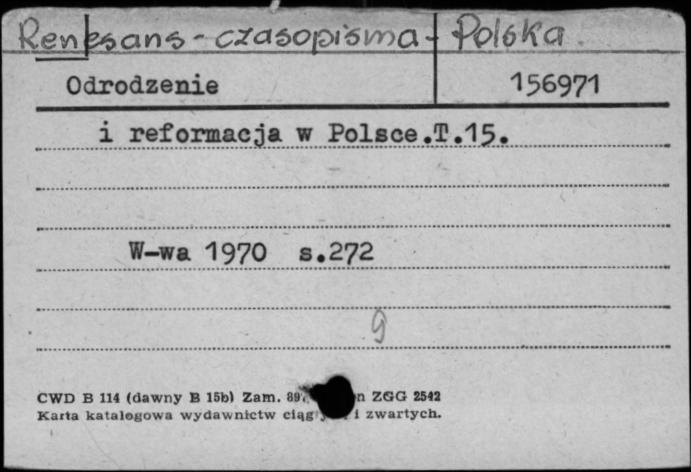 Renesans - czasopisma - Polska
Odrodzenie 156971
i reformacja w Polsce.T.15.
W-wa 1970 s.272
9
CWD B 114 (dawny B 15b) Zam. ZGG 2542
Karta katalogowa wydawnictw i zwartych.